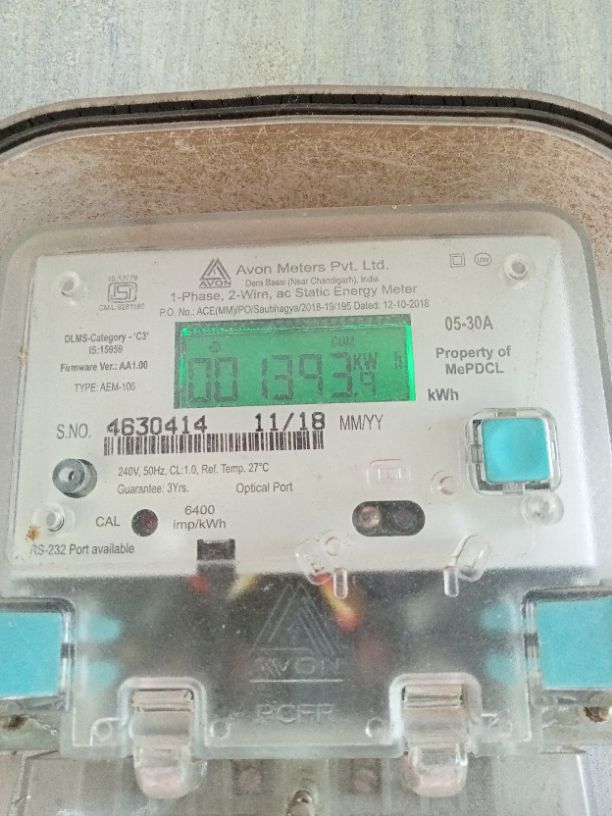 IS:13779
CM/L-9281190
AVON
Avon Meters Pvt. Ltd.
Dera Bassi (Near Chandigarh), India
1-Phase, 2-Wire, ac Static Energy Meter
P.O. No.: ACE(MM)/PO/Saubhagya/2018-19/195 Dated: 12-10-2018
DLMS-Category - 'C3'
IS:15959
Firmware Ver.: AA1.00
TYPE: AEM-106
CUM
001393.9 KW h
05-30A
Property of
MePDCL
kWh
S.NO. 4630414 11/18 MM/YY
240V, 50Hz, CL:1.0, Ref. Temp. 27°C
Guarantee: 3Yrs. Optical Port
CAL 6400
imp/kWh
RS-232 Port available
AVON